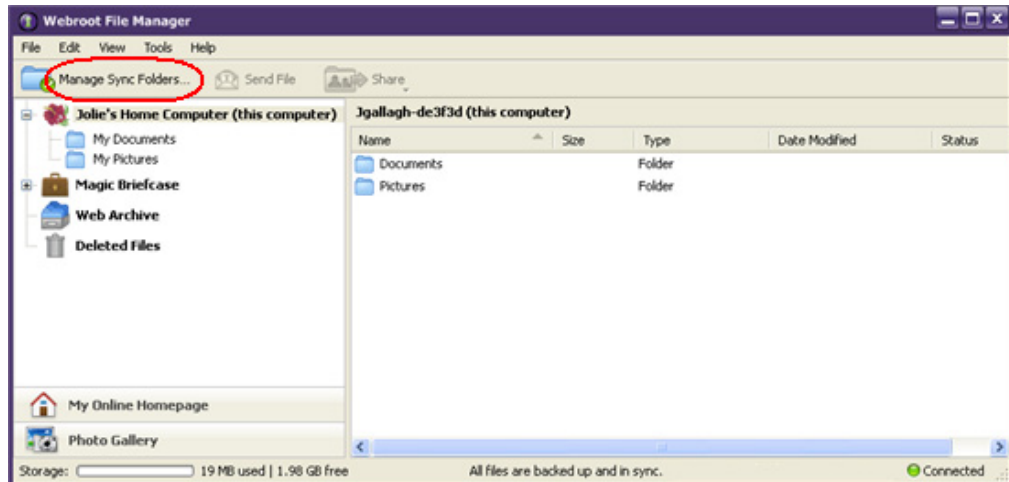 Webroot File Manager
File Edit View Tools Help
Manage Sync Folders... Send File Share
Jolie's Home Computer (this computer)
My Documents
My Pictures
Magic Briefcase
Web Archive
Deleted Files
My Online Homepage
Photo Gallery
Jgallagh-de3f3d (this computer)
Name Size Type Date Modified Status
Documents Folder
Pictures Folder
Storage: 19 MB used | 1.98 GB free All files are backed up and in sync. Connected